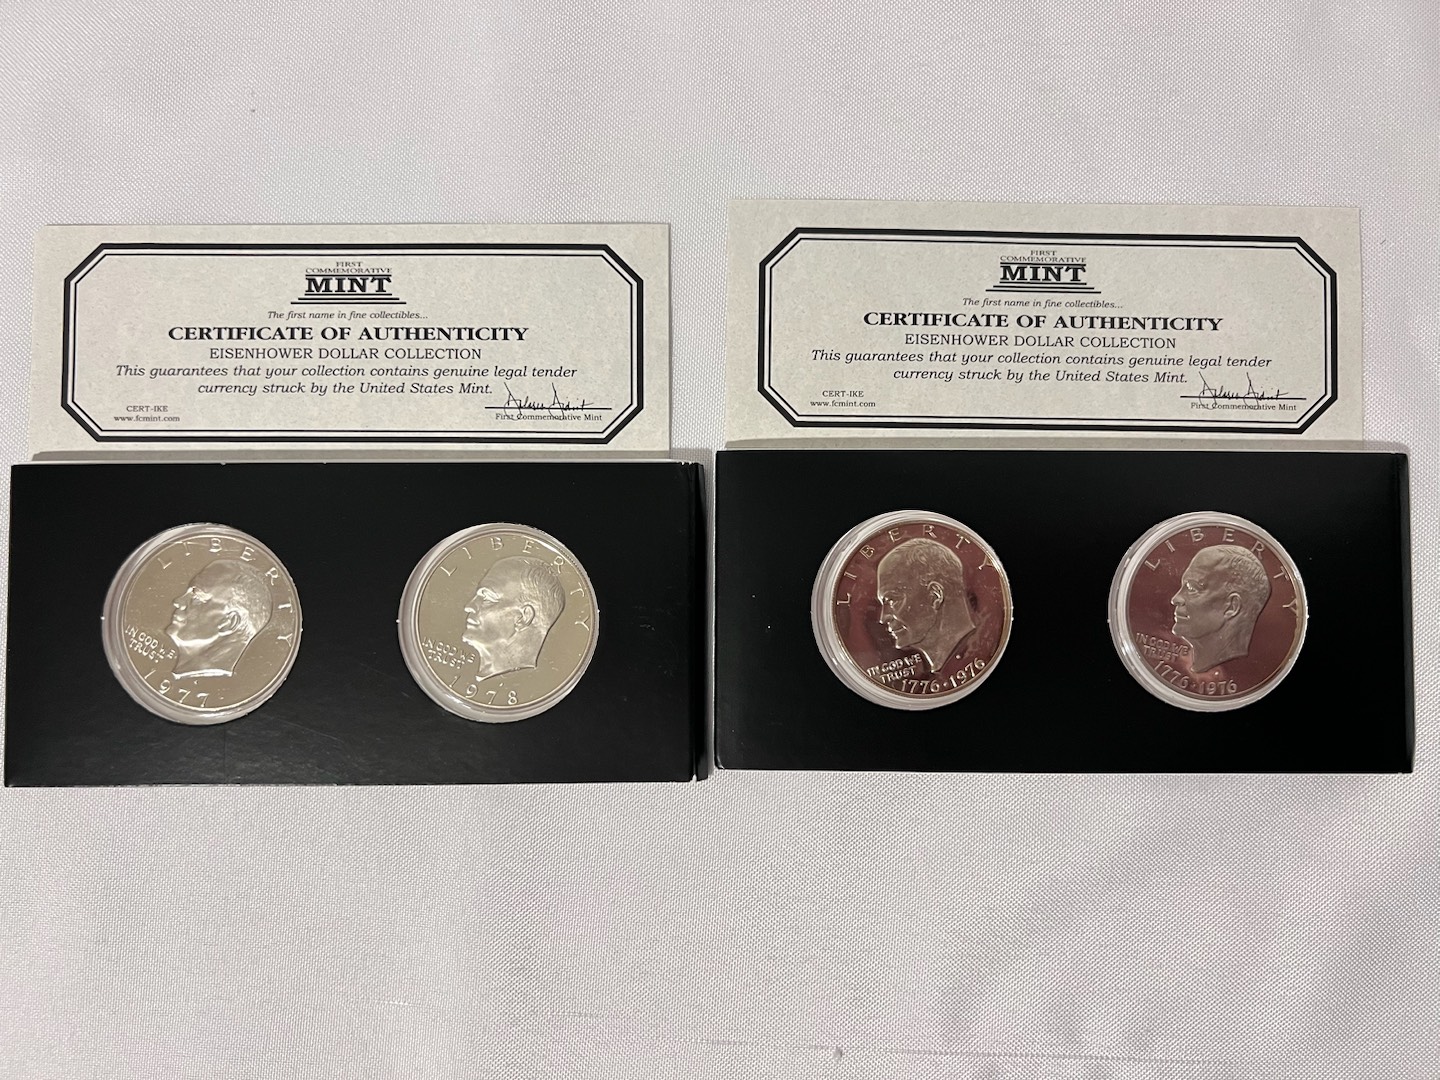 FIRST
COMMEMORATIVE
MINT
The first name in fine collectibles...
CERTIFICATE OF AUTHENTICITY
EISENHOWER DOLLAR COLLECTION
This guarantees that your collection contains genuine legal tender
currency struck by the United States Mint.
CERT-IKE
www.fcmint.com
First Commemorative Mint
LIBERTY
IN GOD WE
TRUST
1977
LIBERTY
IN GOD WE
TRUST
1978
FIRST
COMMEMORATIVE
MINT
The first name in fine collectibles...
CERTIFICATE OF AUTHENTICITY
EISENHOWER DOLLAR COLLECTION
This guarantees that your collection contains genuine legal tender
currency struck by the United States Mint.
CERT-IKE
www.fcmint.com
First Commemorative Mint
LIBERTY
IN GOD WE
TRUST
1776·1976
LIBERTY
IN GOD WE
TRUST
1776·1976